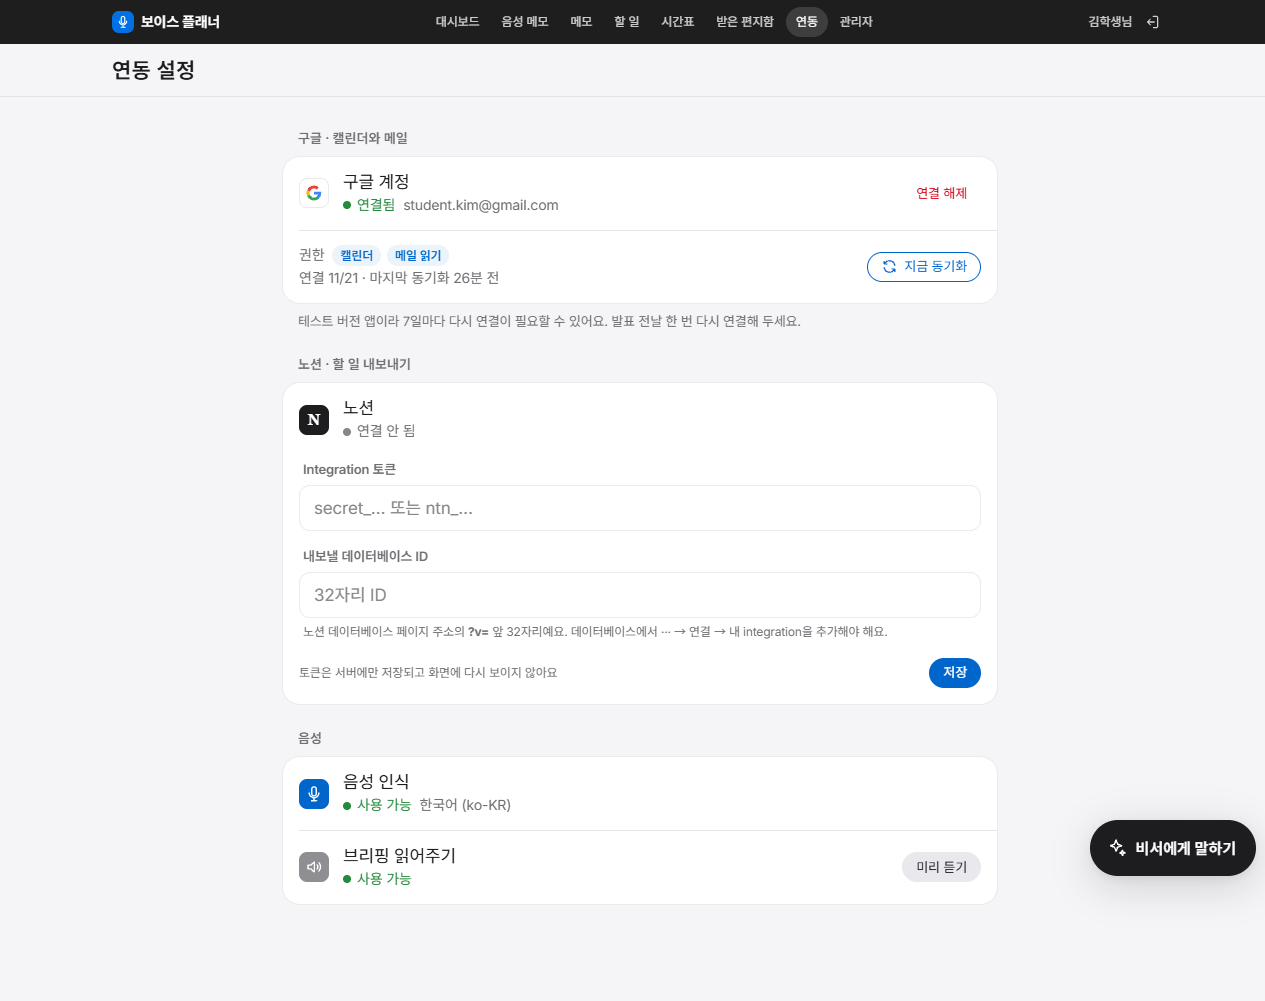 보이스 플래너 대시보드 음성 메모 메모 할 일 시간표 받은 편지함 연동 관리자 김학생님
연동 설정
구글 · 캘린더와 메일
구글 계정
연결됨 student.kim@gmail.com
연결 해제
권한 캘린더 메일 읽기
연결 11/21 · 마지막 동기화 26분 전
지금 동기화
테스트 버전 앱이라 7일마다 다시 연결이 필요할 수 있어요. 발표 전날 한 번 다시 연결해 두세요.
노션 · 할 일 내보내기
N
노션
연결 안 됨
Integration 토큰
secret_... 또는 ntn_...
내보낼 데이터베이스 ID
32자리 ID
노션 데이터베이스 페이지 주소의 ?v= 앞 32자리예요. 데이터베이스에서 ··· → 연결 → 내 integration을 추가해야 해요.
토큰은 서버에만 저장되고 화면에 다시 보이지 않아요
저장
음성
음성 인식
사용 가능 한국어 (ko-KR)
브리핑 읽어주기
사용 가능
미리 듣기
비서에게 말하기